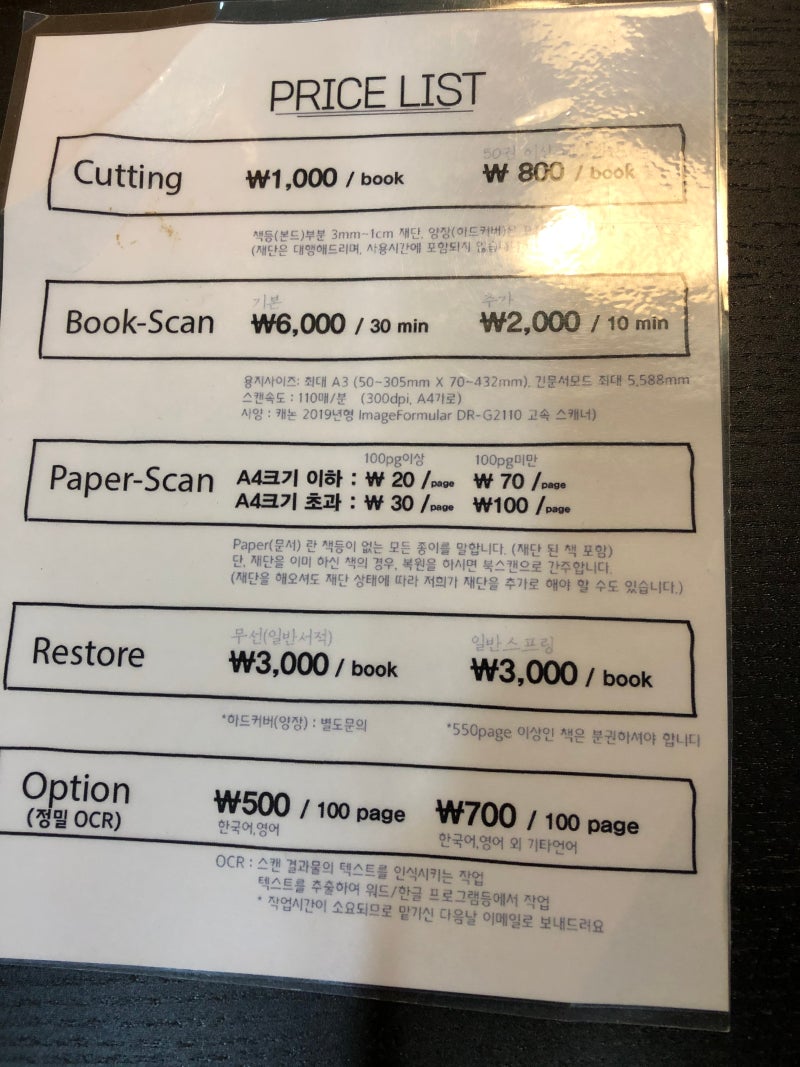 PRICE LIST
Cutting ₩1,000 / book 50권 이상 ₩ 800 / book
책등(본드)부분 3mm~1cm 재단, 양장(하드커버)는
(재단은 대행해드리며, 사용시간에 포함되지 않습니다
Book-Scan 기본 ₩6,000 / 30 min 추가 ₩2,000 / 10 min
용지사이즈: 최대 A3 (50~305mm X 70~432mm), 긴문서모드 최대 5,588mm
스캔속도 : 110매/분 (300dpi, A4가로)
사양 : 캐논 2019년형 ImageFormular DR-G2110 고속 스캐너)
100pg이상 100pg미만
Paper-Scan A4크기 이하 : ₩ 20 /page ₩ 70 /page
A4크기 초과 : ₩ 30 /page ₩100 /page
Paper(문서) 란 책등이 없는 모든 종이를 말합니다. (재단 된 책 포함)
단, 재단을 이미 하신 책의 경우, 복원을 하시면 북스캔으로 간주합니다.
(재단을 해오셔도 재단 상태에 따라 저희가 재단을 추가로 해야 할 수도 있습니다.)
무선(일반서적) 일반스프링
Restore ₩3,000 / book ₩3,000 / book
*하드커버(양장) : 별도문의 *550page 이상인 책은 분권하셔야 합니다
Option ₩500 / 100 page ₩700 / 100 page
(정밀 OCR) 한국어,영어 한국어,영어 외 기타언어
OCR : 스캔 결과물의 텍스트를 인식시키는 작업
텍스트를 추출하여 워드/한글 프로그램등에서 작업
* 작업시간이 소요되므로 맡기신 다음날 이메일로 보내드려요